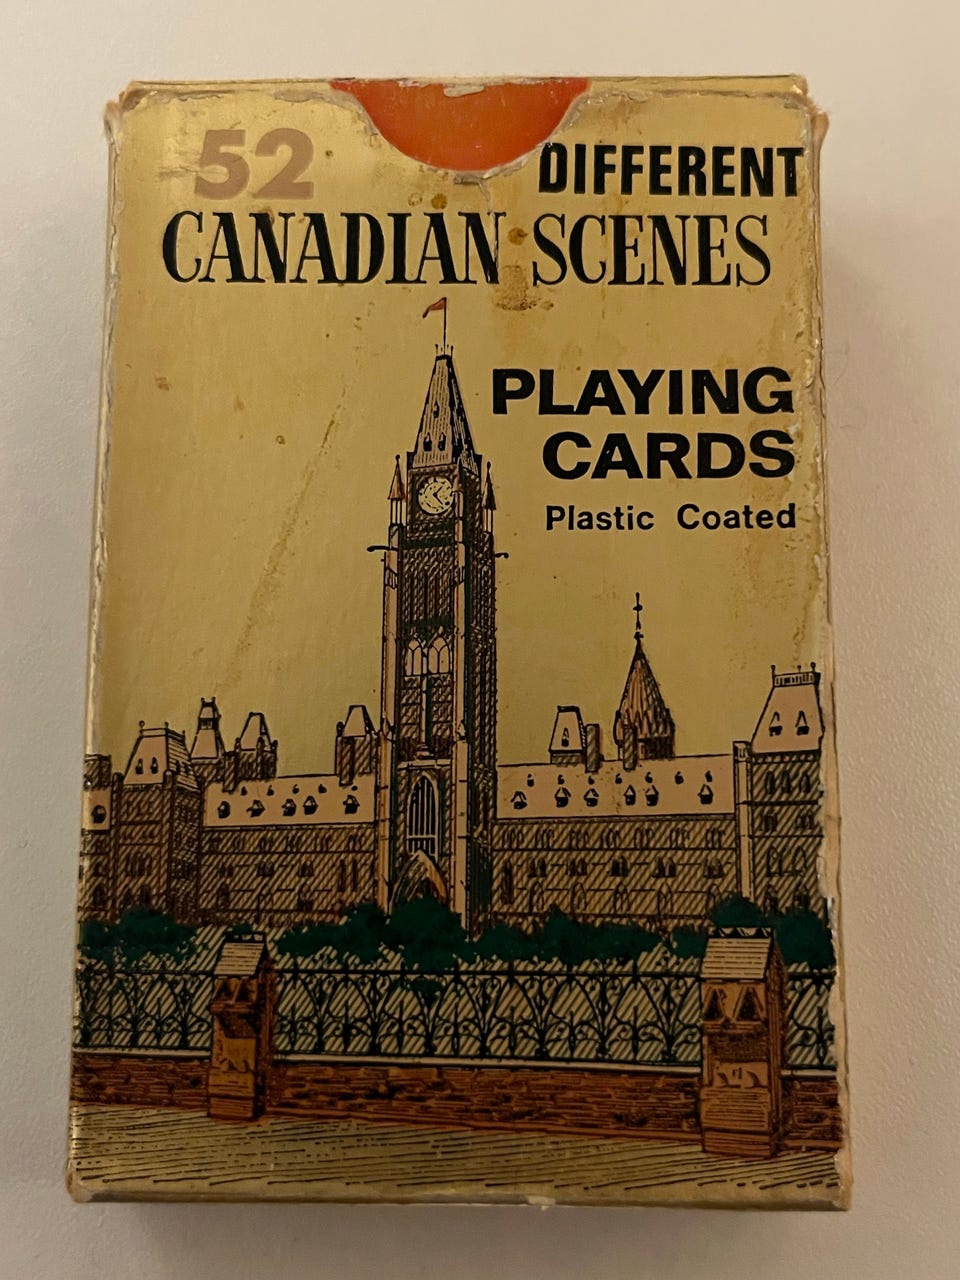 52 DIFFERENT
CANADIAN SCENES
PLAYING
CARDS
Plastic Coated